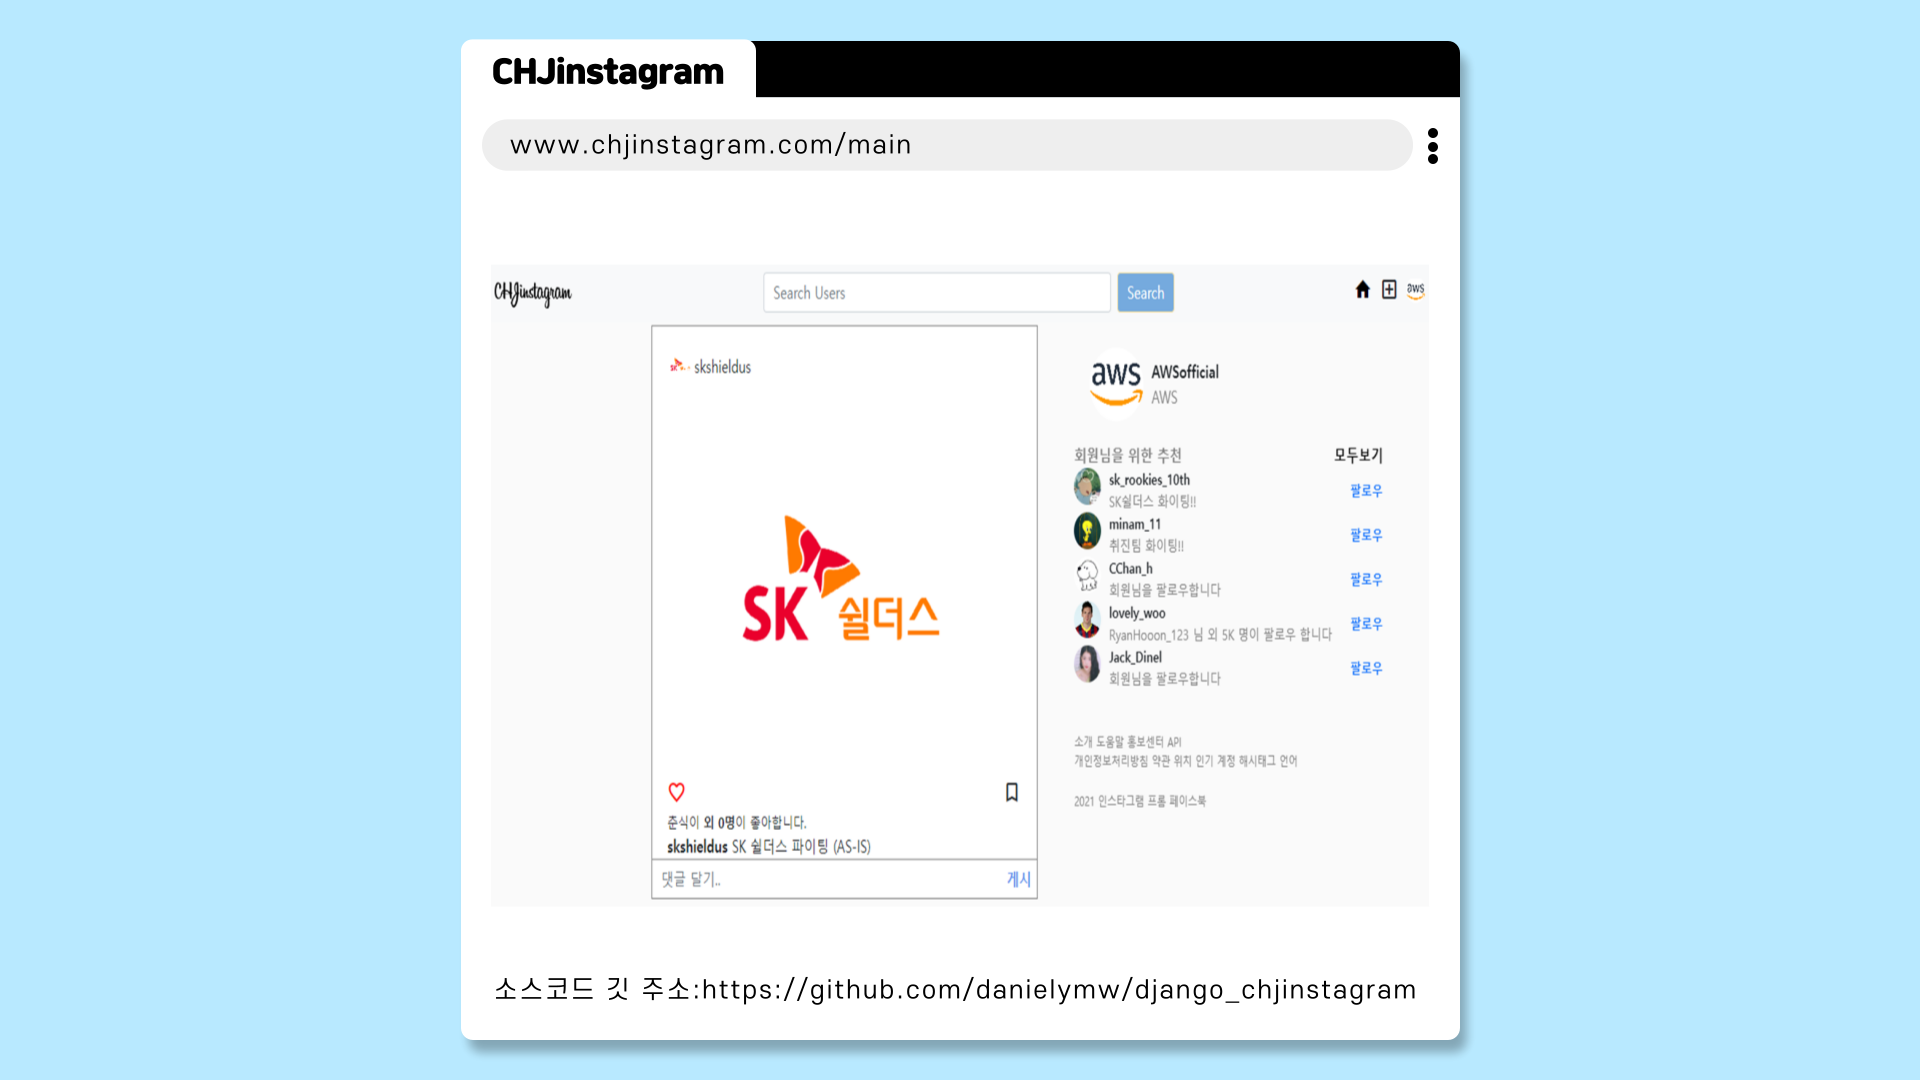 CHJinstagram
www.chjinstagram.com/main
CHJinstagram
Search Users
Search
aws
skshieldus
SK 쉴더스
춘식이 외 0명이 좋아합니다.
skshieldus SK 쉴더스 파이팅 (AS-IS)
댓글 달기..
게시
aws
AWSofficial
AWS
회원님을 위한 추천
모두보기
sk_rookies_10th
SK쉴더스 화이팅!!
팔로우
minam_11
취진팀 화이팅!!
팔로우
CChan_h
회원님을 팔로우합니다
팔로우
lovely_woo
RyanHooon_123 님 외 5K 명이 팔로우 합니다
팔로우
Jack_Dinel
회원님을 팔로우합니다
팔로우
소개 도움말 홍보센터 API
개인정보처리방침 약관 위치 인기 계정 해시태그 언어
2021 인스타그램 프롬 페이스북
소스코드 깃 주소:https://github.com/danielymw/django_chjinstagram